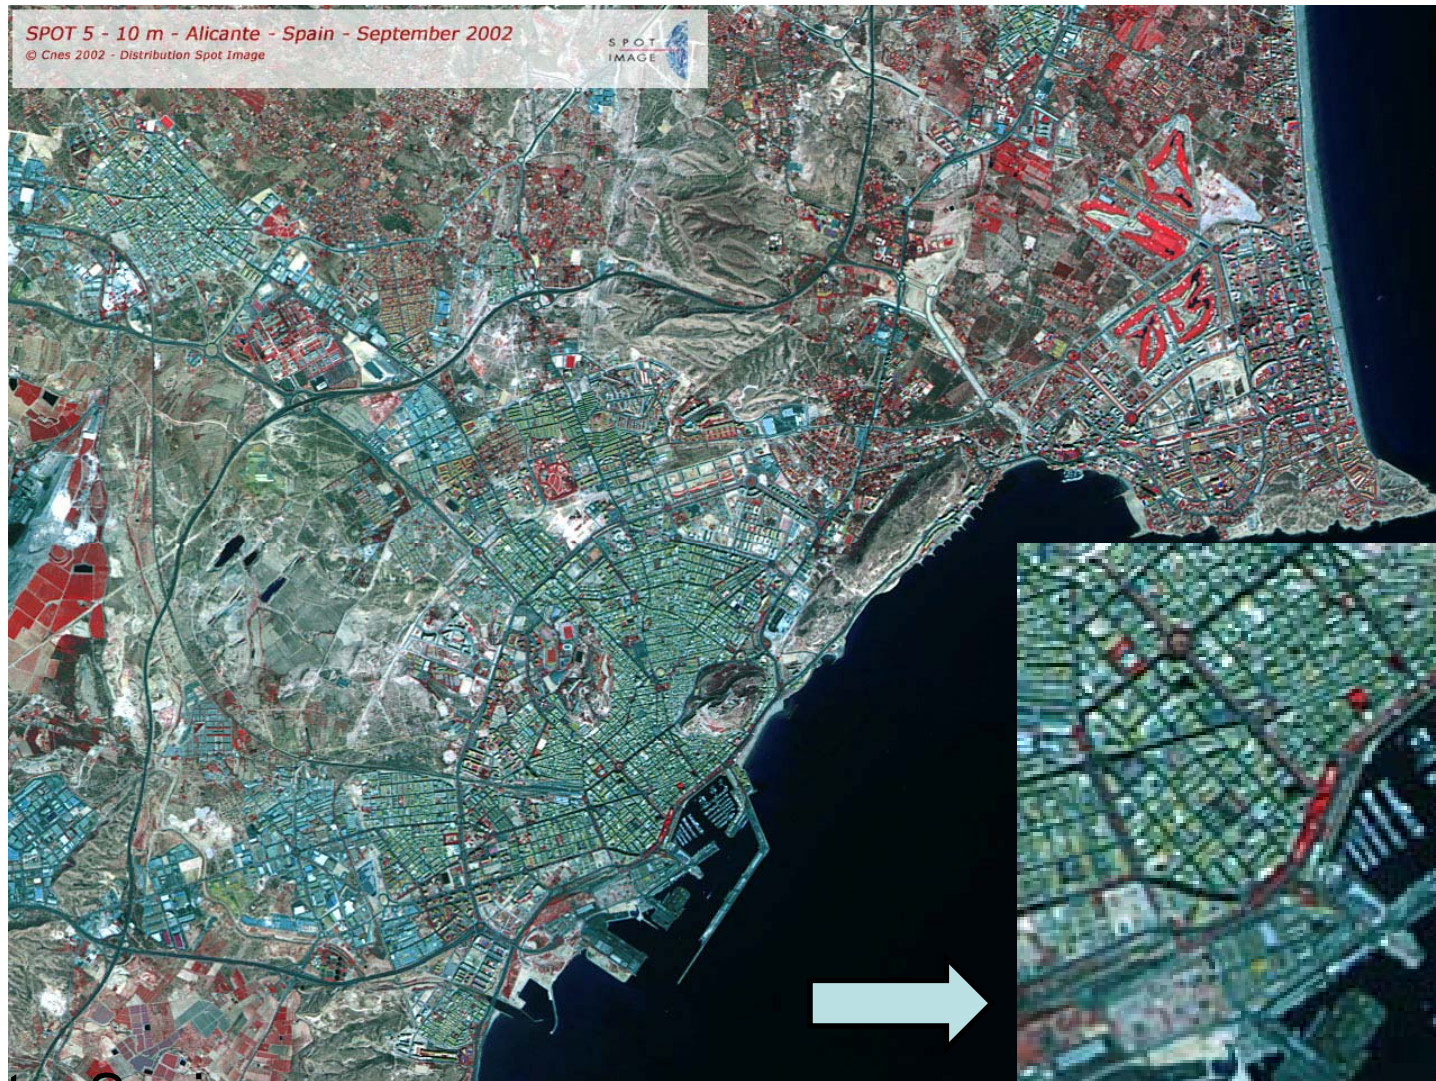 SPOT 5 - 10 m - Alicante - Spain - September 2002
© Cnes 2002 - Distribution Spot Image
SPOT
IMAGE